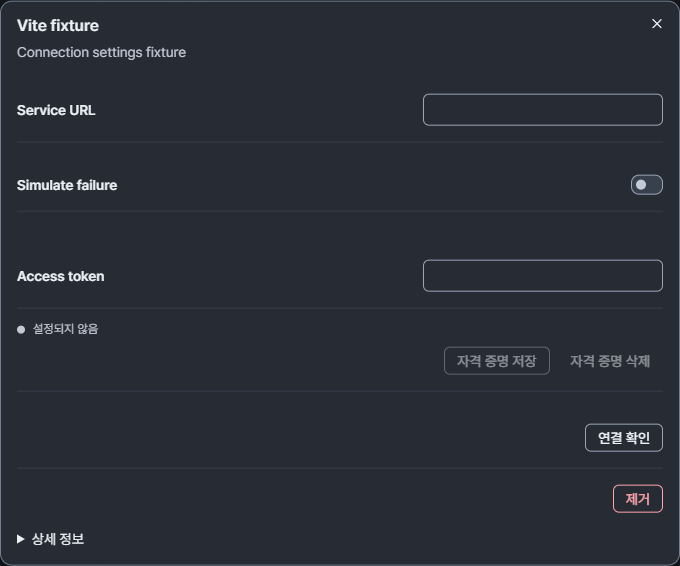 Vite fixture
Connection settings fixture
Service URL
Simulate failure
Access token
설정되지 않음
자격 증명 저장 자격 증명 삭제
연결 확인
제거
상세 정보